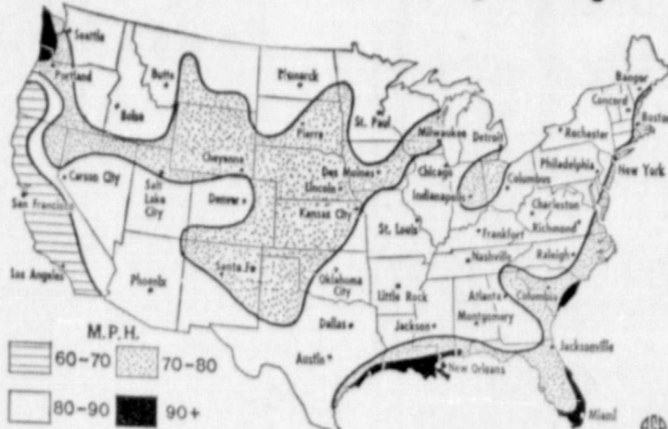 Seattle
Portland
Butte
Bismarck
Boise
Pierre
St. Paul
Milwaukee
Detroit
Bangor
Concord
Boston
Rochester
Philadelphia
New York
Cheyenne
Des Moines
Chicago
Lincoln
Indianapolis
Columbus
Carson City
Salt Lake City
Denver
Kansas City
St. Louis
Charleston
Richmond
Frankfort
San Francisco
Nashville
Raleigh
Los Angeles
Phoenix
Santa Fe
Oklahoma City
Little Rock
Atlanta
Columbia
Montgomery
Dallas
Jackson
Jacksonville
Austin
New Orleans
Miami
M.P.H.
60-70
70-80
80-90
90+